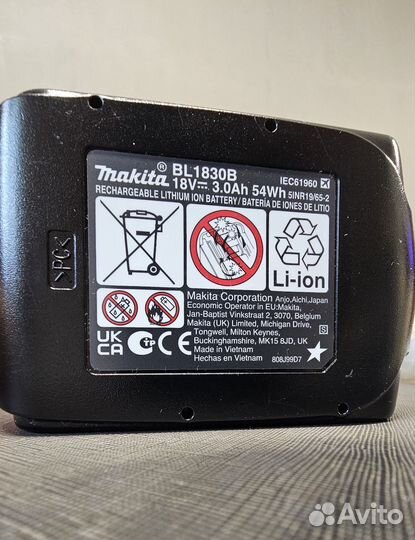 makita® BL1830B
18V 3.0Ah 54Wh
IEC61960
5INR19/65-2
RECHARGEABLE LITHIUM ION BATTERY / BATERÍA DE IONES DE LITIO
Li-ion
Makita Corporation Anjo, Aichi, Japan
Economic Operator in EU: Makita,
Jan-Baptist Vinkstraat 2, 3070, Belgium
Makita (UK) Limited, Michigan Drive,
Tongwell, Milton Keynes,
Buckinghamshire, MK15 8JD, UK
Made in Vietnam
Hechas en Vietnam
808J99D7
S
UK
CA
>PC<
Avito